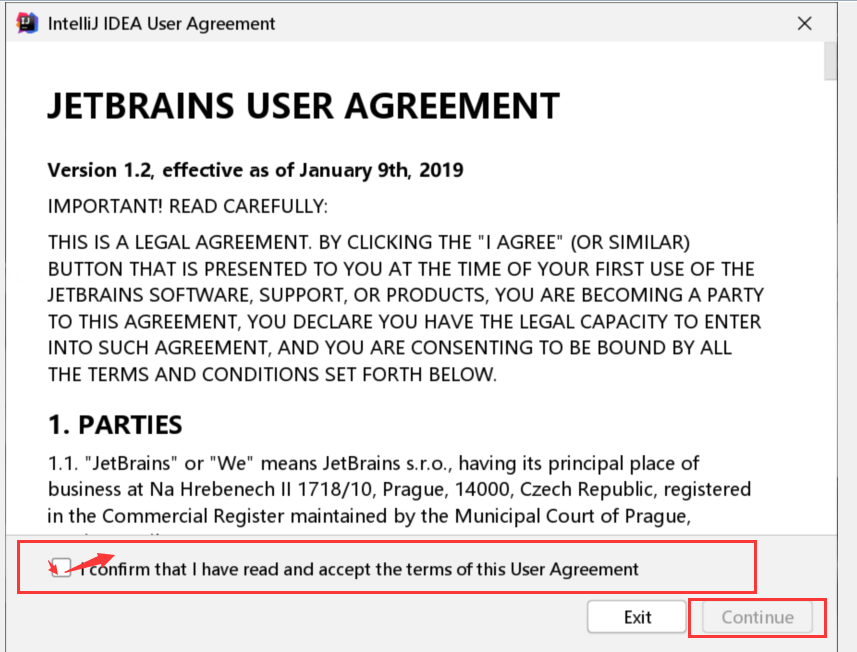 IntelliJ IDEA User Agreement
JETBRAINS USER AGREEMENT
Version 1.2, effective as of January 9th, 2019
IMPORTANT! READ CAREFULLY:
THIS IS A LEGAL AGREEMENT. BY CLICKING THE "I AGREE" (OR SIMILAR)
BUTTON THAT IS PRESENTED TO YOU AT THE TIME OF YOUR FIRST USE OF THE
JETBRAINS SOFTWARE, SUPPORT, OR PRODUCTS, YOU ARE BECOMING A PARTY
TO THIS AGREEMENT, YOU DECLARE YOU HAVE THE LEGAL CAPACITY TO ENTER
INTO SUCH AGREEMENT, AND YOU ARE CONSENTING TO BE BOUND BY ALL
THE TERMS AND CONDITIONS SET FORTH BELOW.
1. PARTIES
1.1. "JetBrains" or "We" means JetBrains s.r.o., having its principal place of
business at Na Hrebenech II 1718/10, Prague, 14000, Czech Republic, registered
in the Commercial Register maintained by the Municipal Court of Prague,
I confirm that I have read and accept the terms of this User Agreement
Exit
Continue